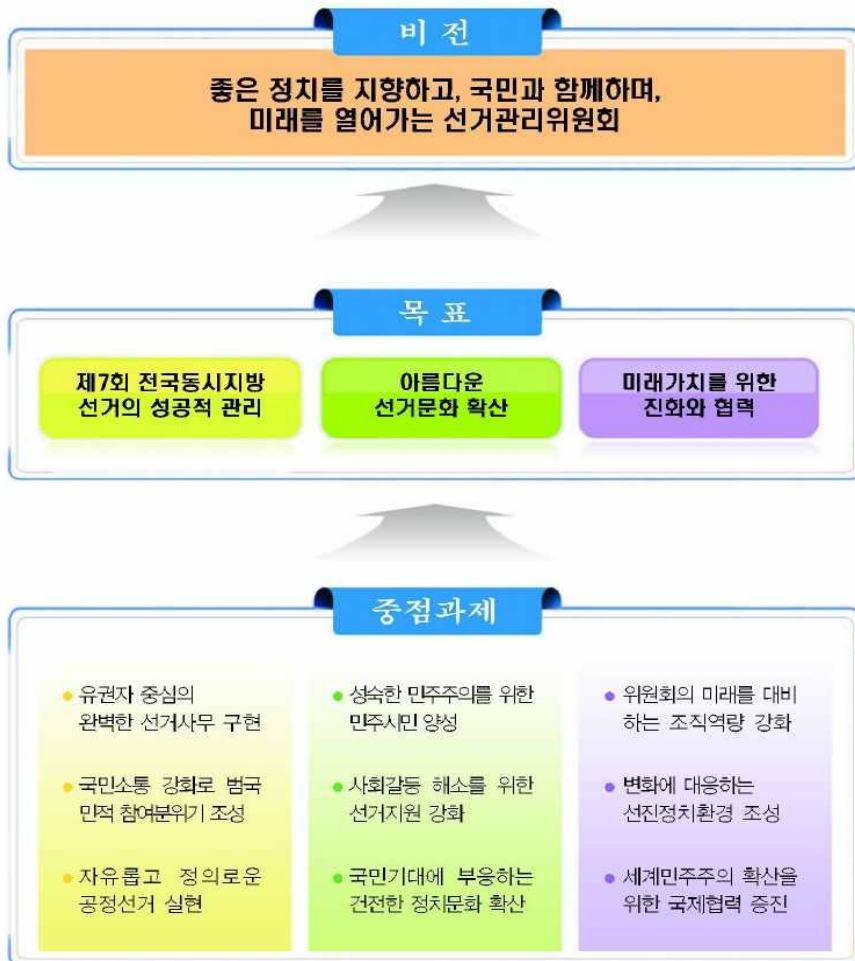 비 전
좋은 정치를 지향하고, 국민과 함께하며,
미래를 열어가는 선거관리위원회
목 표
제7회 전국동시지방
선거의 성공적 관리
아름다운
선거문화 확산
미래가치를 위한
진화와 협력
중점과제
유권자 중심의
완벽한 선거사무 구현
국민소통 강화로 범국
민적 참여분위기 조성
자유롭고 정의로운
공정선거 실현
성숙한 민주주의를 위한
민주시민 양성
사회갈등 해소를 위한
선거지원 강화
국민기대에 부응하는
건전한 정치문화 확산
위원회의 미래를 대비
하는 조직역량 강화
변화에 대응하는
선진정치환경 조성
세계민주주의 확산을
위한 국제협력 증진